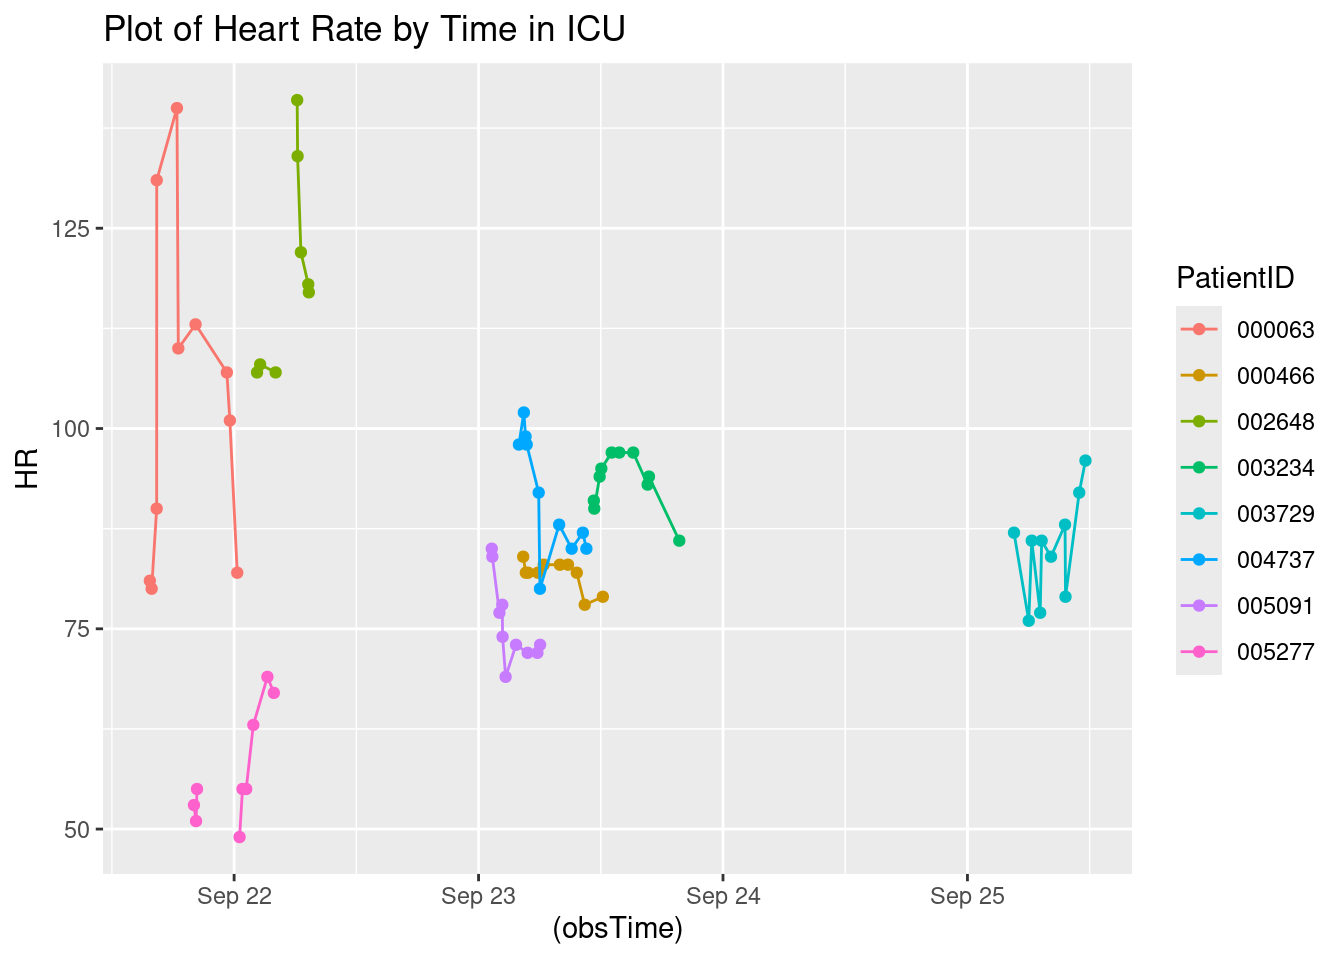 Plot of Heart Rate by Time in ICU
HR
125
100
75
50
Sep 22
Sep 23
Sep 24
Sep 25
(obsTime)
PatientID
000063
000466
002648
003234
003729
004737
005091
005277